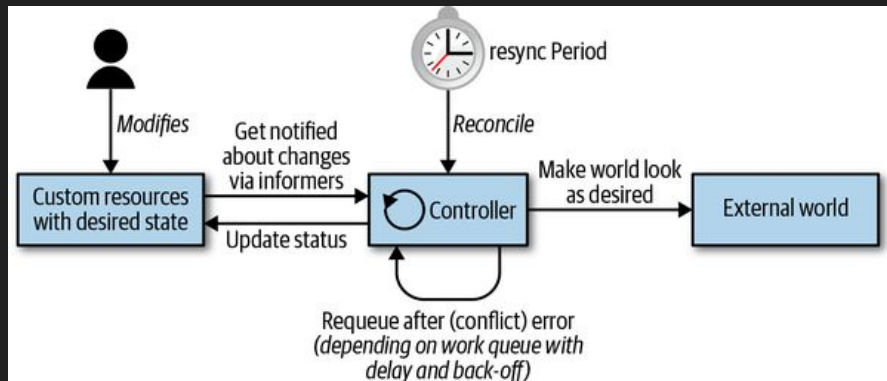 resync Period
Modifies
Reconcile
Get notified
about changes
via informers
Make world look
as desired
Custom resources
with desired state
Controller
External world
Update status
Requeue after (conflict) error
(depending on work queue with
delay and back-off)